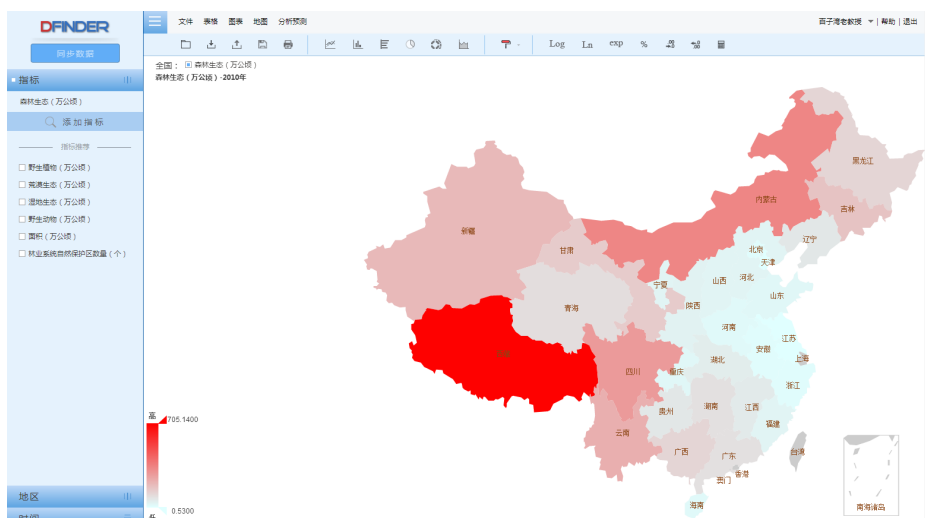 DFINDER
同步数据
指标
森林生态 ( 万公顷 )
添加指标
指标推荐
野生植物 ( 万公顷 )
荒漠生态 ( 万公顷 )
湿地生态 ( 万公顷 )
野生动物 ( 万公顷 )
面积 ( 万公顷 )
林业系统自然保护区数量 ( 个 )
地区
时间
文件 表格 图表 地图 分析预测
百子湾老教授 | 帮助 | 退出
Log Ln exp %
全国： 森林生态 ( 万公顷 )
森林生态 ( 万公顷 ) -2010年
黑龙江
内蒙古
吉林
新疆
辽宁
北京
甘肃
天津
河北
山西
宁夏
山东
陕西
青海
河南
江苏
安徽
上海
湖北
西藏
四川
重庆
浙江
湖南
江西
贵州
福建
云南
广西
广东
台湾
香港
澳门
海南
南海诸岛
高
705.1400
0.5300
低